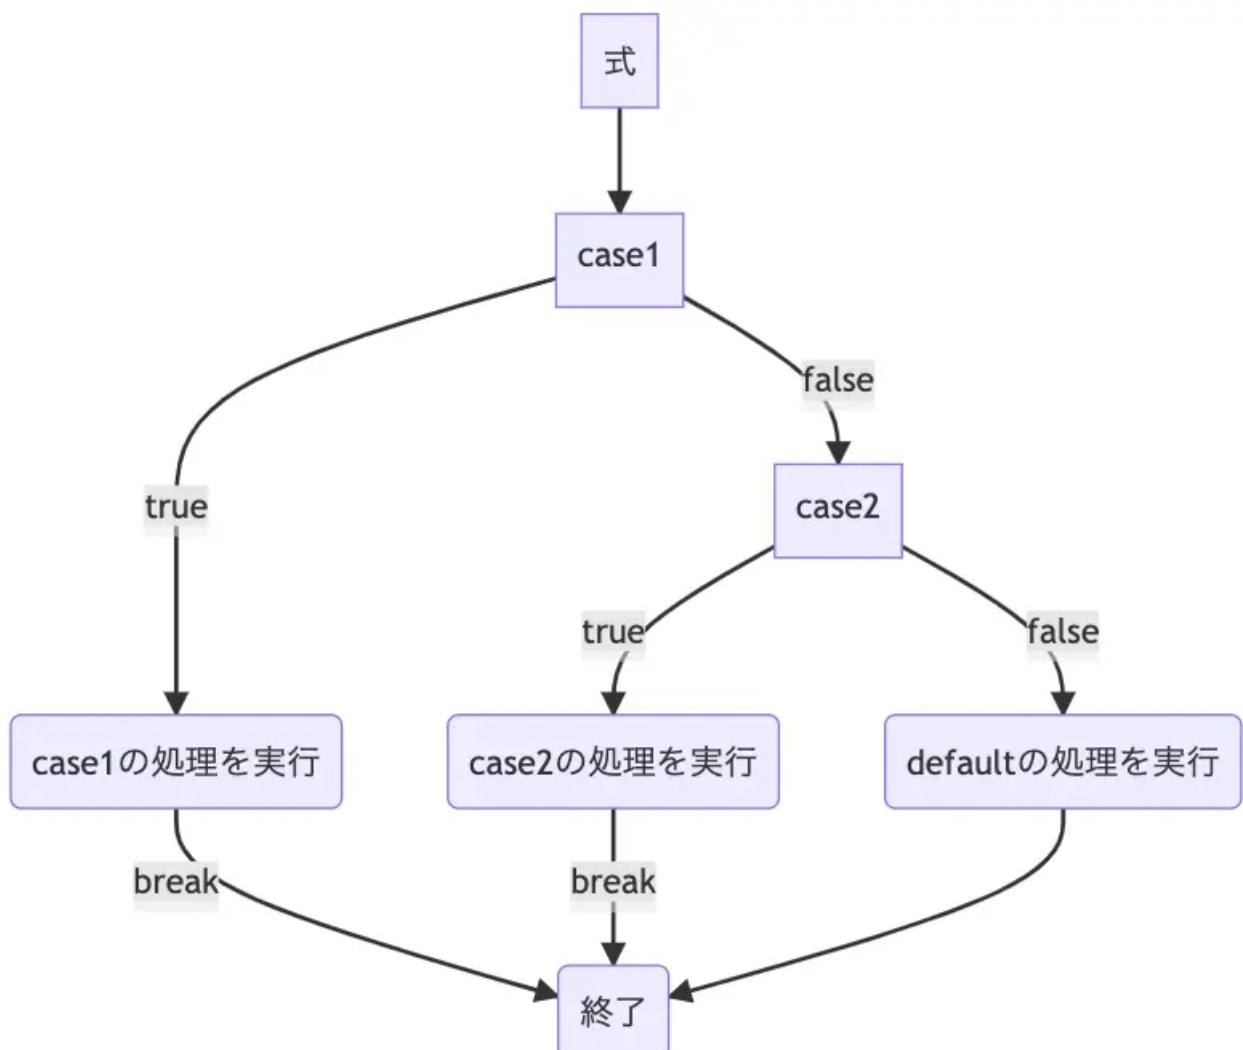 式
case1
false
true
case2
true
false
case1の処理を実行
case2の処理を実行
defaultの処理を実行
break
break
終了